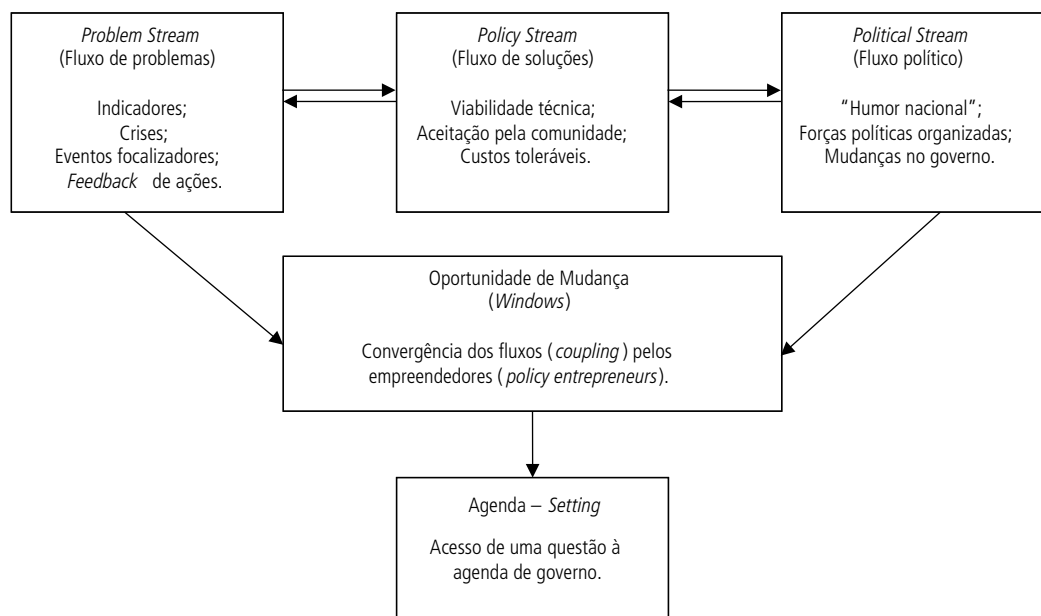 Problem Stream
(Fluxo de problemas)
Indicadores;
Crises;
Eventos focalizadores;
Feedback de ações.
Policy Stream
(Fluxo de soluções)
Viabilidade técnica;
Aceitação pela comunidade;
Custos toleráveis.
Political Stream
(Fluxo político)
“Humor nacional”;
Forças políticas organizadas;
Mudanças no governo.
Oportunidade de Mudança
(Windows)
Convergência dos fluxos (coupling) pelos
empreendedores (policy entrepreneurs).
Agenda – Setting
Acesso de uma questão à
agenda de governo.